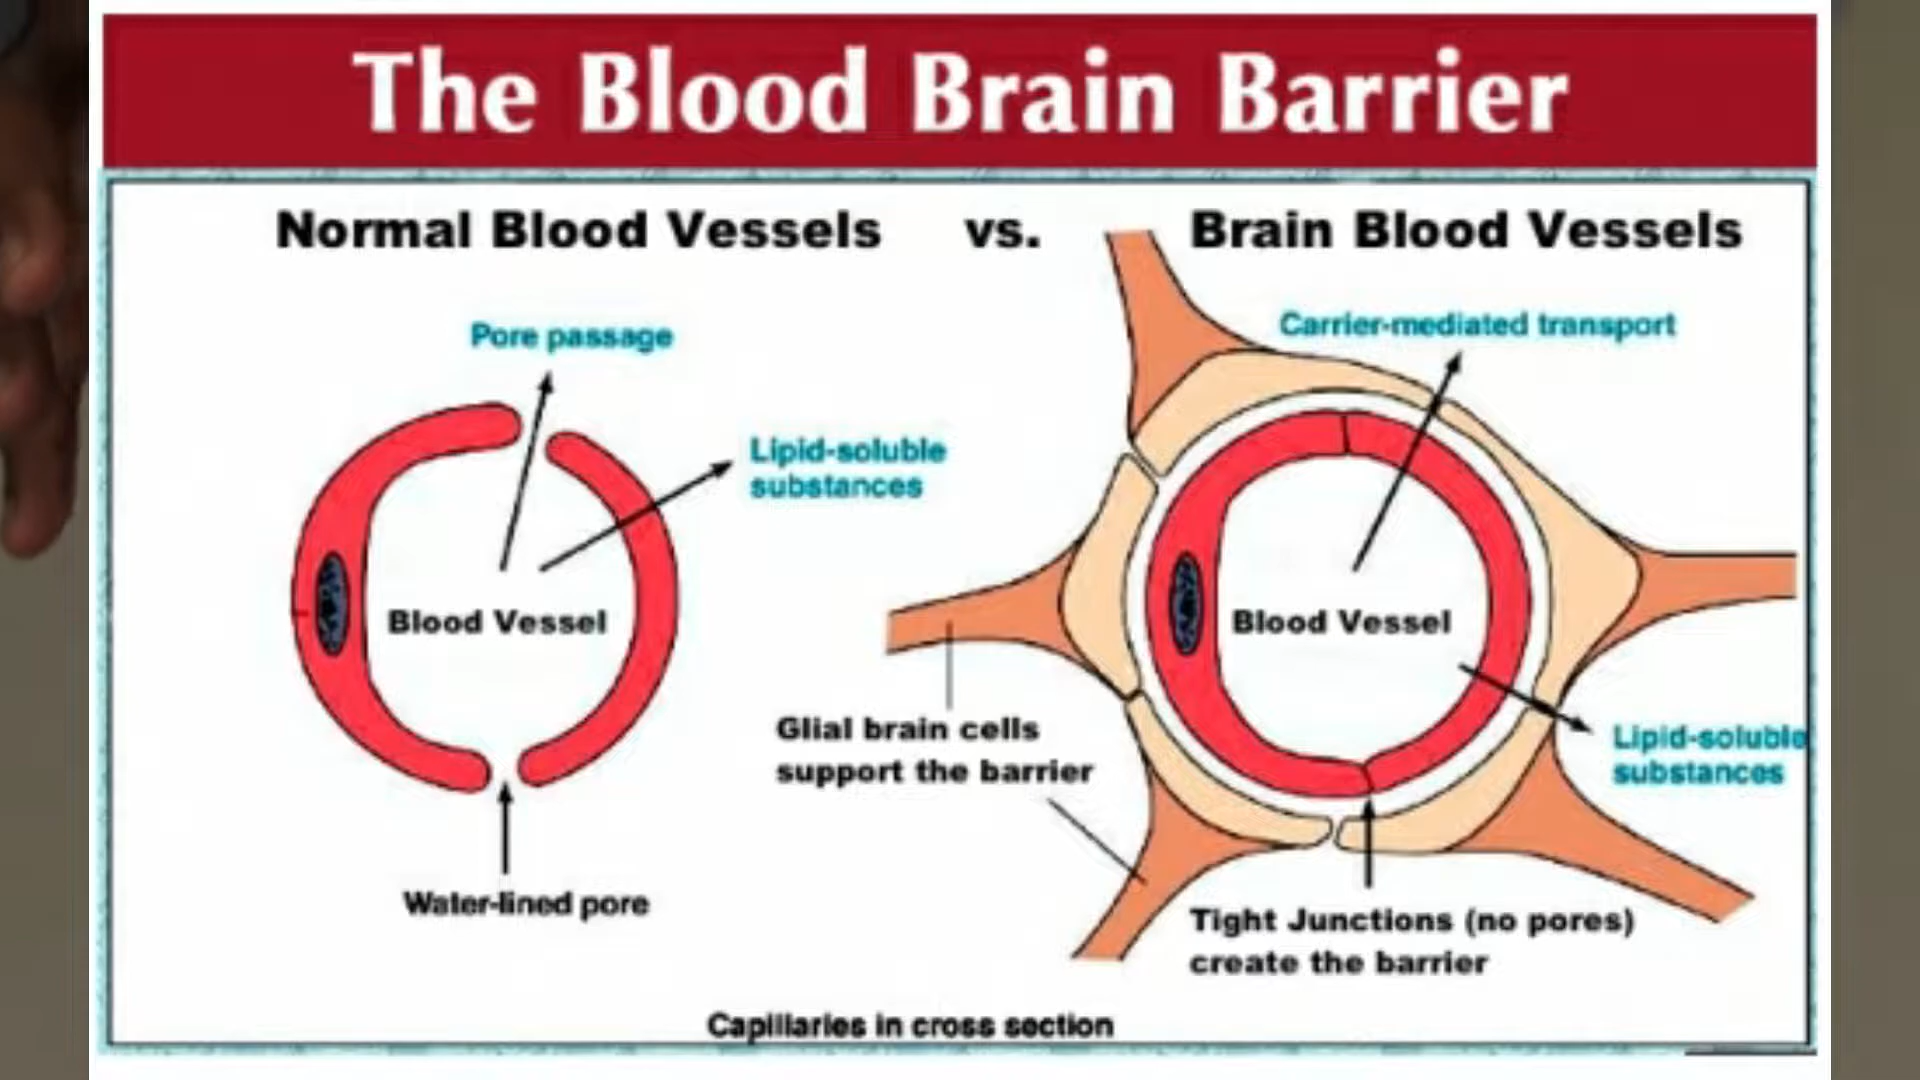 The Blood Brain Barrier
Normal Blood Vessels vs. Brain Blood Vessels
Pore passage
Lipid-soluble
substances
Blood Vessel
Water-lined pore
Carrier-mediated transport
Blood Vessel
Lipid-soluble
substances
Glial brain cells
support the barrier
Tight Junctions (no pores)
create the barrier
Capillaries in cross section